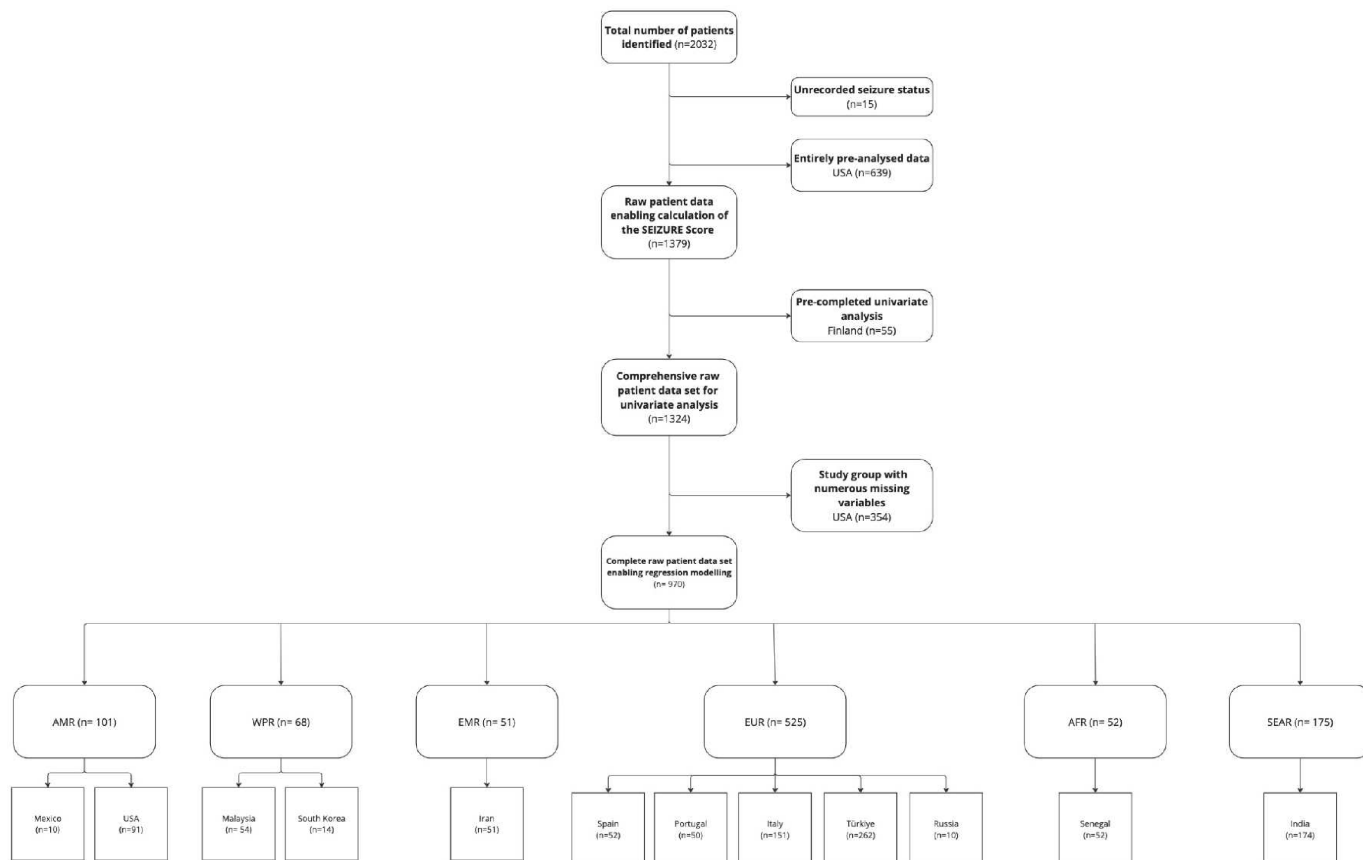 Total number of patients
identified (n=2032)
Unrecorded seizure status
(n=15)
Entirely pre-analysed data
USA (n=639)
Raw patient data
enabling calculation of
the SEIZURE Score
(n=1379)
Pre-completed univariate
analysis
Finland (n=55)
Comprehensive raw
patient data set for
univariate analysis
(n=1324)
Study group with
numerous missing
variables
USA (n=354)
Complete raw patient data set
enabling regression modelling
(n= 970)
AMR (n= 101)
WPR (n= 68)
EMR (n= 51)
EUR (n= 525)
AFR (n= 52)
SEAR (n= 175)
Mexico
(n=10)
USA
(n=91)
Malaysia
(n= 54)
South Korea
(n=14)
Iran
(n=51)
Spain
(n=52)
Portugal
(n=50)
Italy
(n=151)
Türkiye
(n=262)
Russia
(n=10)
Senegal
(n=52)
India
(n=174)